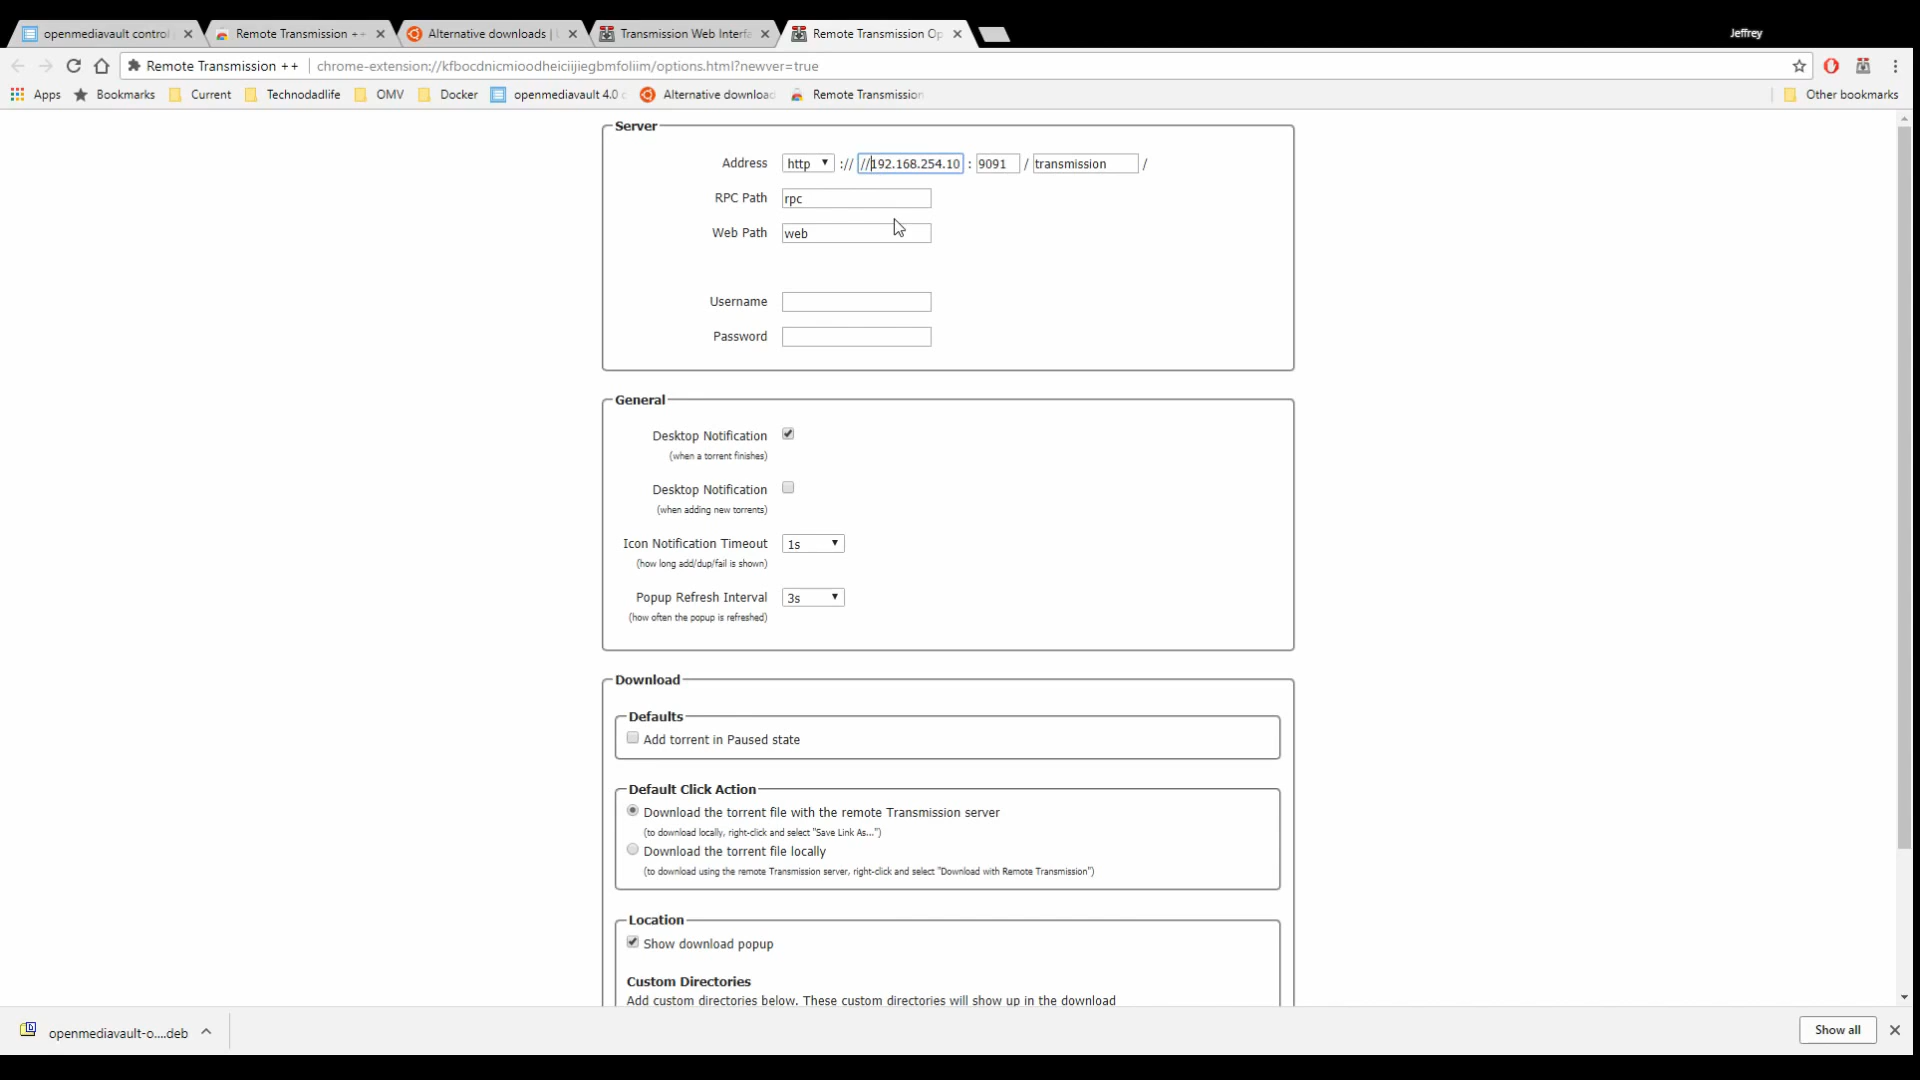 openmediavault control
Remote Transmission ++
Alternative downloads |
Transmission Web Interfa
Remote Transmission Op
Jeffrey
Remote Transmission ++
chrome-extension://kfbocdnicmioodheiciijiegbmfoliim/options.html?newver=true
Apps
Bookmarks
Current
Technodadlife
OMV
Docker
openmediavault 4.0
Alternative download
Remote Transmission
Other bookmarks
Server
Address http :// //192.168.254.10 : 9091 / transmission /
RPC Path rpc
Web Path web
Username
Password
General
Desktop Notification
(when a torrent finishes)
Desktop Notification
(when adding new torrents)
Icon Notification Timeout 1s
(how long add/dup/fail is shown)
Popup Refresh Interval 3s
(how often the popup is refreshed)
Download
Defaults
Add torrent in Paused state
Default Click Action
Download the torrent file with the remote Transmission server
(to download locally, right-click and select "Save Link As...")
Download the torrent file locally
(to download using the remote Transmission server, right-click and select "Download with Remote Transmission")
Location
Show download popup
Custom Directories
Add custom directories below. These custom directories will show up in the download
openmediavault-o....deb
Show all